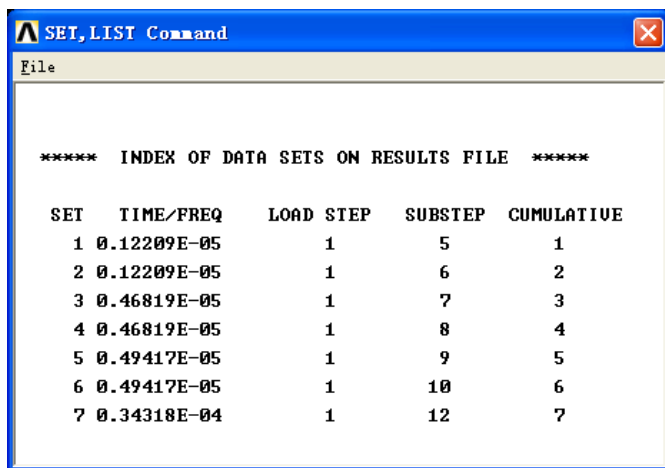 SET,LIST Command
File
***** INDEX OF DATA SETS ON RESULTS FILE *****
SET TIME/FREQ LOAD STEP SUBSTEP CUMULATIVE
1 0.12209E-05 1 5 1
2 0.12209E-05 1 6 2
3 0.46819E-05 1 7 3
4 0.46819E-05 1 8 4
5 0.49417E-05 1 9 5
6 0.49417E-05 1 10 6
7 0.34318E-04 1 12 7